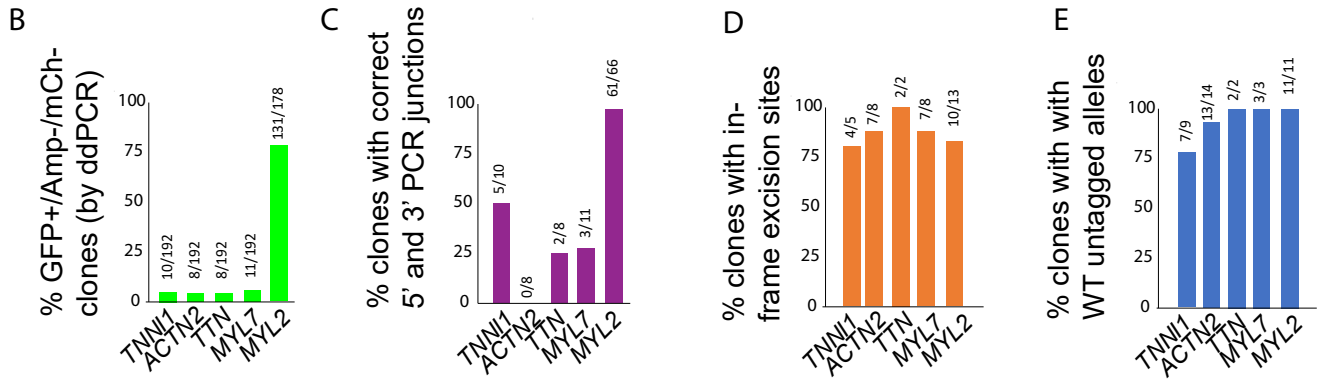 B
% GFP+/Amp-/mCh-
clones (by ddPCR)
100
75
50
25
0
10/192
8/192
8/192
11/192
131/178
TNNI1
ACTN2
TTN
MYL7
MYL2
C
% clones with correct
5' and 3' PCR junctions
100
75
50
25
0
5/10
0/8
2/8
3/11
61/66
TNNI1
ACTN2
TTN
MYL7
MYL2
D
% clones with in-
frame excision sites
100
75
50
25
0
4/5
7/8
2/2
7/8
10/13
TNNI1
ACTN2
TTN
MYL7
MYL2
E
% clones with with
WT untagged alleles
100
75
50
25
0
7/9
13/14
2/2
3/3
11/11
TNNI1
ACTN2
TTN
MYL7
MYL2